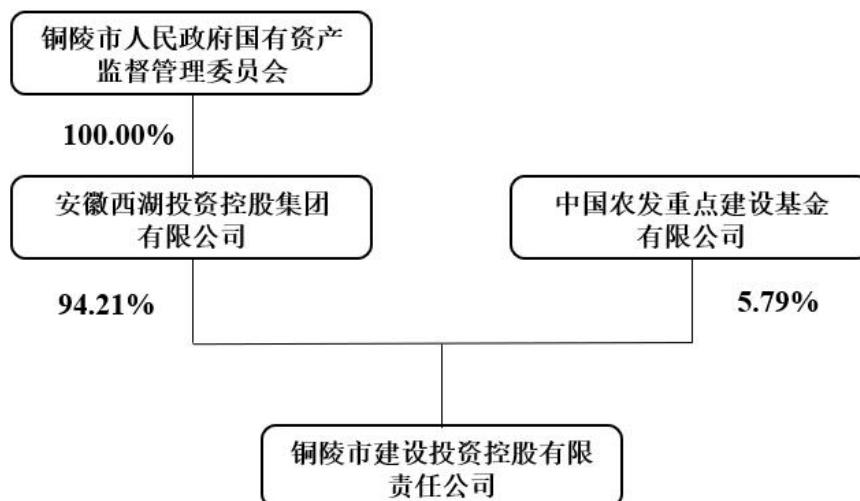 铜陵市人民政府国有资产
监督管理委员会
100.00%
安徽西湖投资控股集团
有限公司
中国农发重点建设基金
有限公司
94.21%
5.79%
铜陵市建设投资控股有限
责任公司